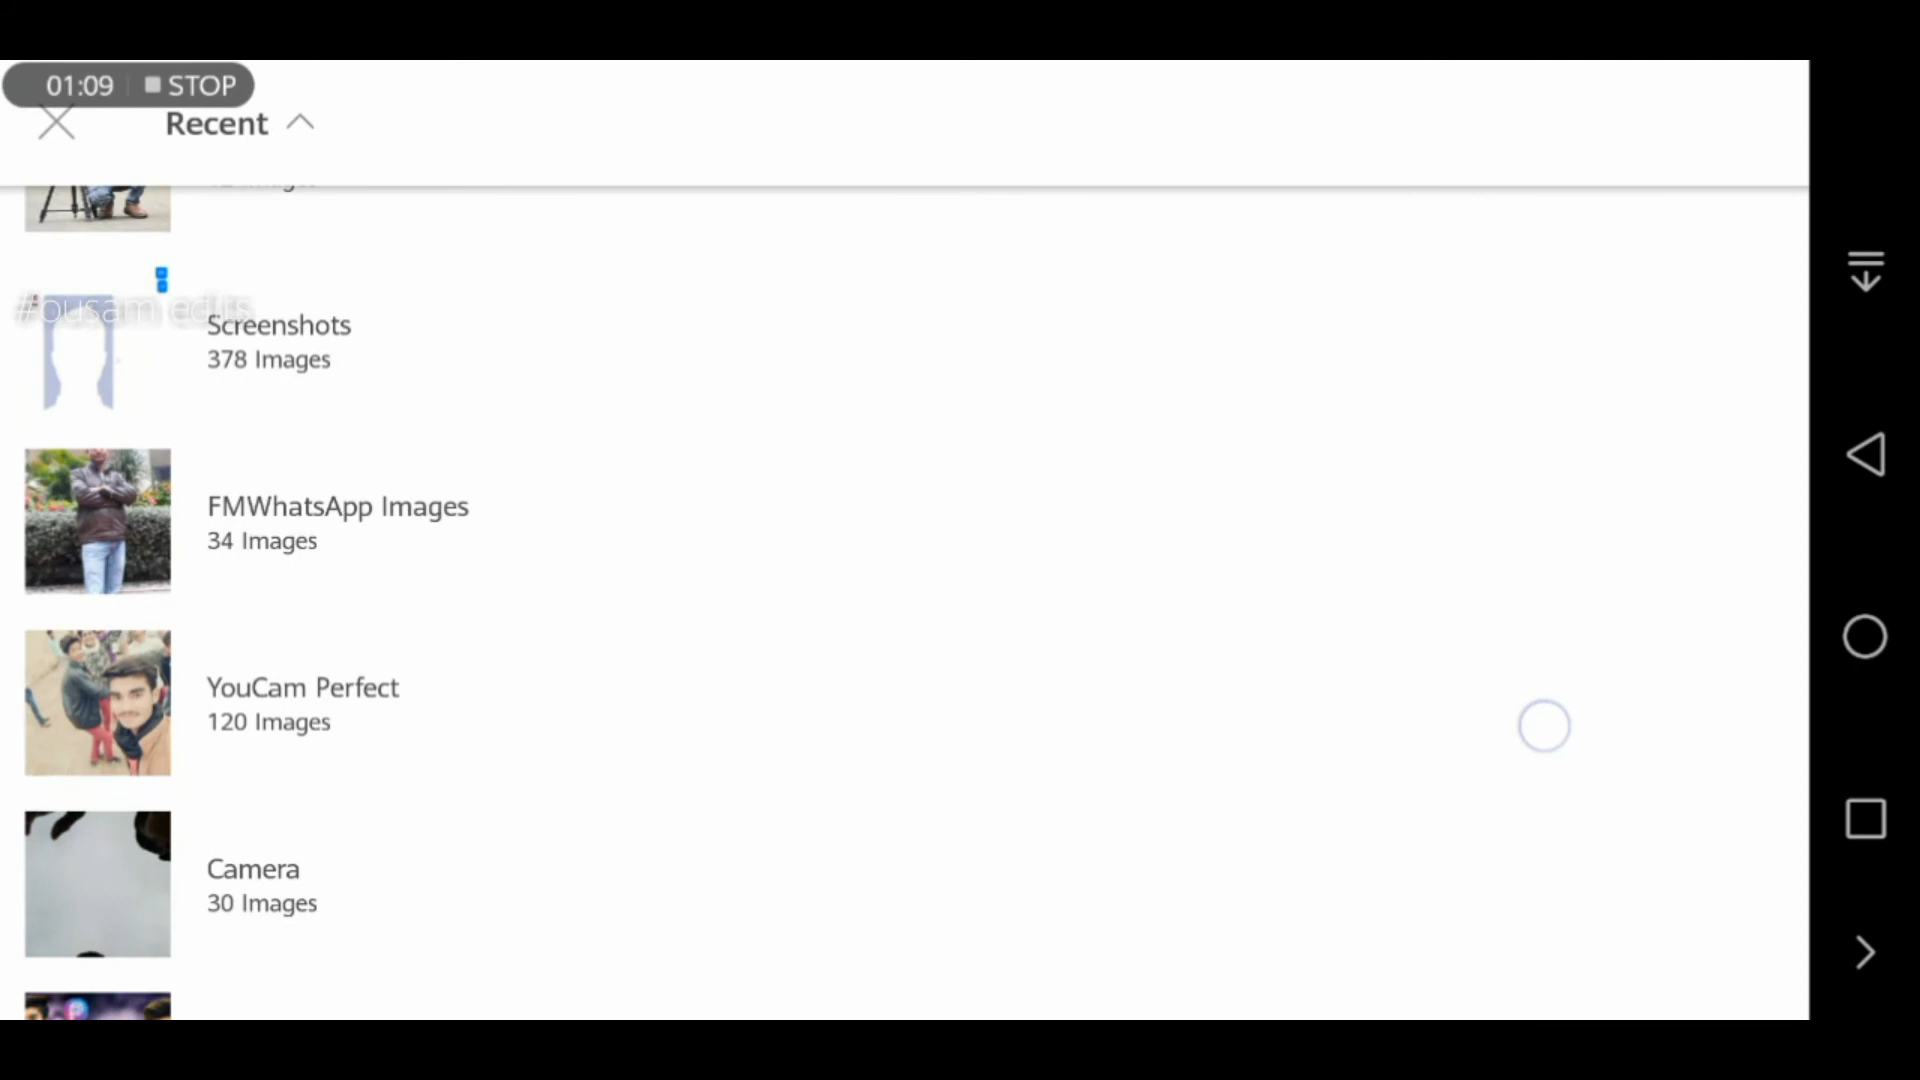 01:09 STOP
Recent
#ousam edits
Screenshots
378 Images
FMWhatsApp Images
34 Images
YouCam Perfect
120 Images
Camera
30 Images